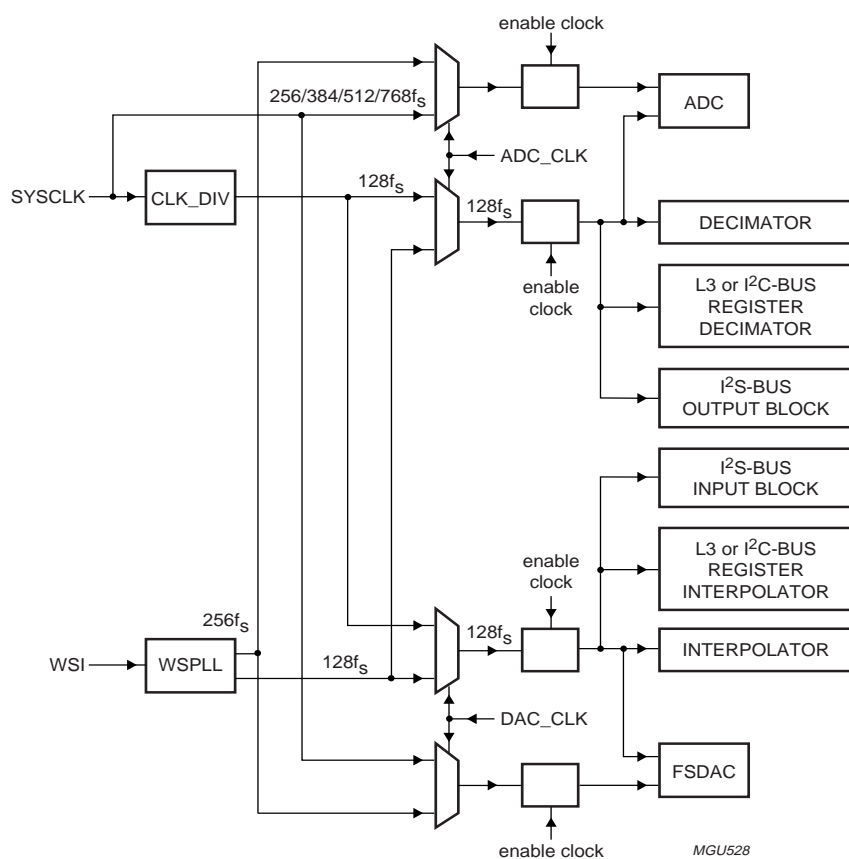 enable clock
256/384/512/768fs
ADC
ADC_CLK
SYSCLK
CLK_DIV
128fs
128fs
DECIMATOR
enable
clock
L3 or I2C-BUS
REGISTER
DECIMATOR
I2S-BUS
OUTPUT BLOCK
I2S-BUS
INPUT BLOCK
enable
clock
L3 or I2C-BUS
REGISTER
INTERPOLATOR
256fs
128fs
INTERPOLATOR
WSI
WSPLL
128fs
DAC_CLK
FSDAC
enable clock
MGU528